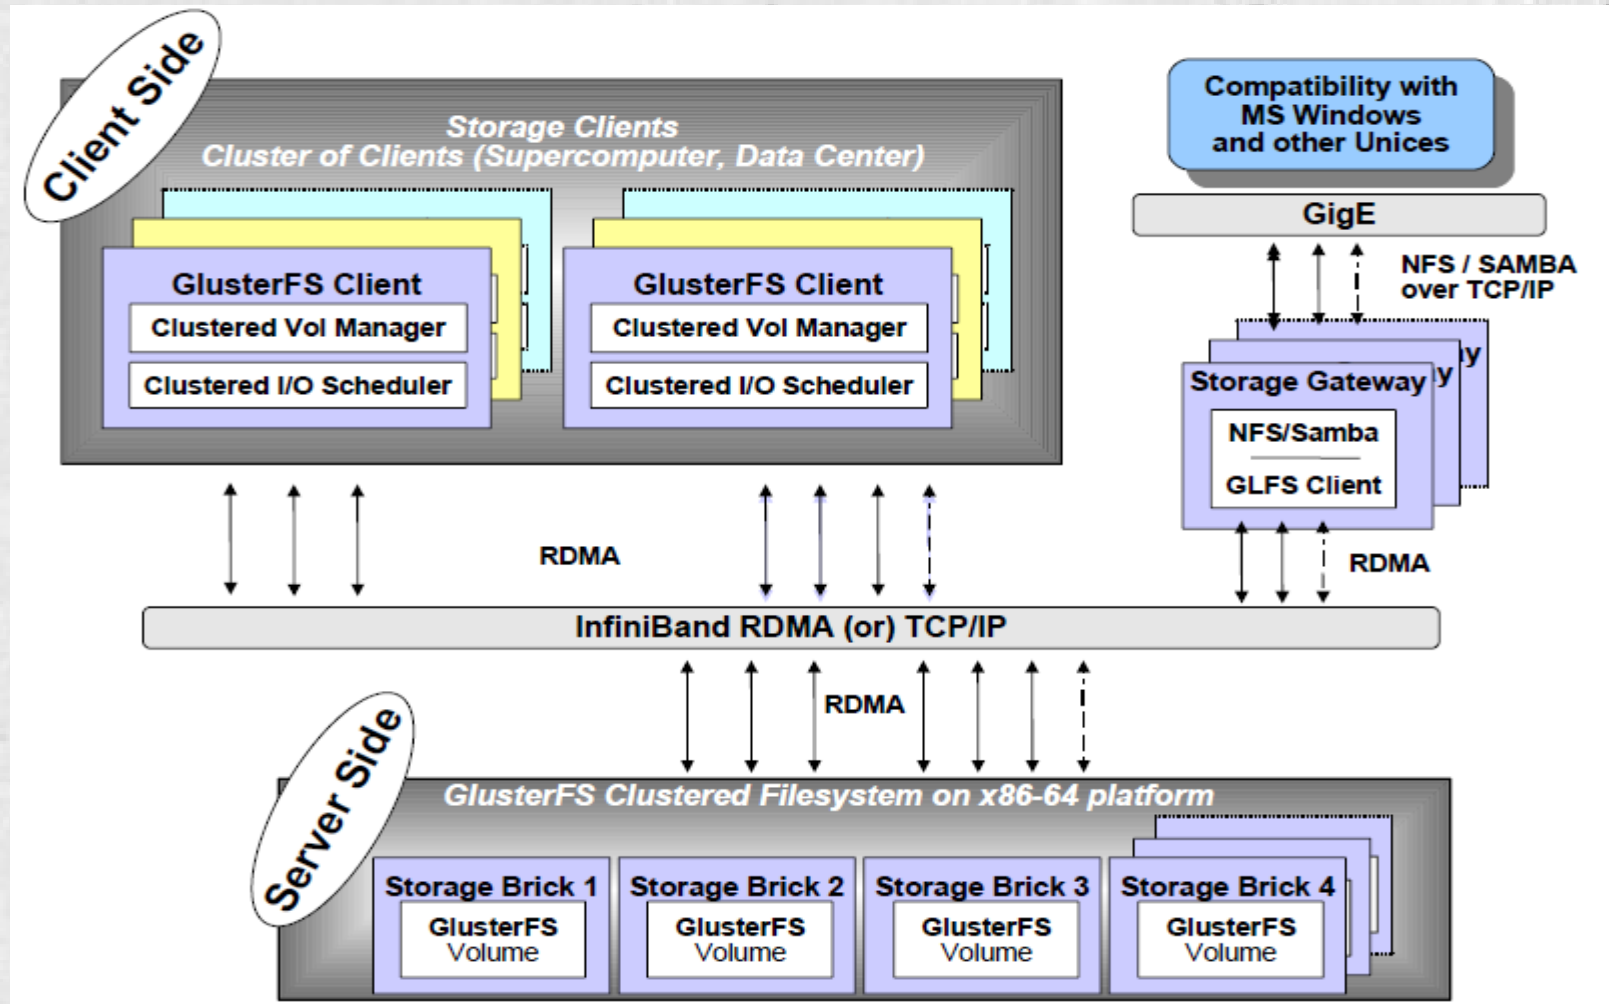 Client Side
Storage Clients
Cluster of Clients (Supercomputer, Data Center)
GlusterFS Client
Clustered Vol Manager
Clustered I/O Scheduler
GlusterFS Client
Clustered Vol Manager
Clustered I/O Scheduler
Compatibility with
MS Windows
and other Unices
GigE
NFS / SAMBA
over TCP/IP
Storage Gateway
NFS/Samba
GLFS Client
RDMA
RDMA
InfiniBand RDMA (or) TCP/IP
RDMA
Server Side
GlusterFS Clustered Filesystem on x86-64 platform
Storage Brick 1
GlusterFS
Volume
Storage Brick 2
GlusterFS
Volume
Storage Brick 3
GlusterFS
Volume
Storage Brick 4
GlusterFS
Volume